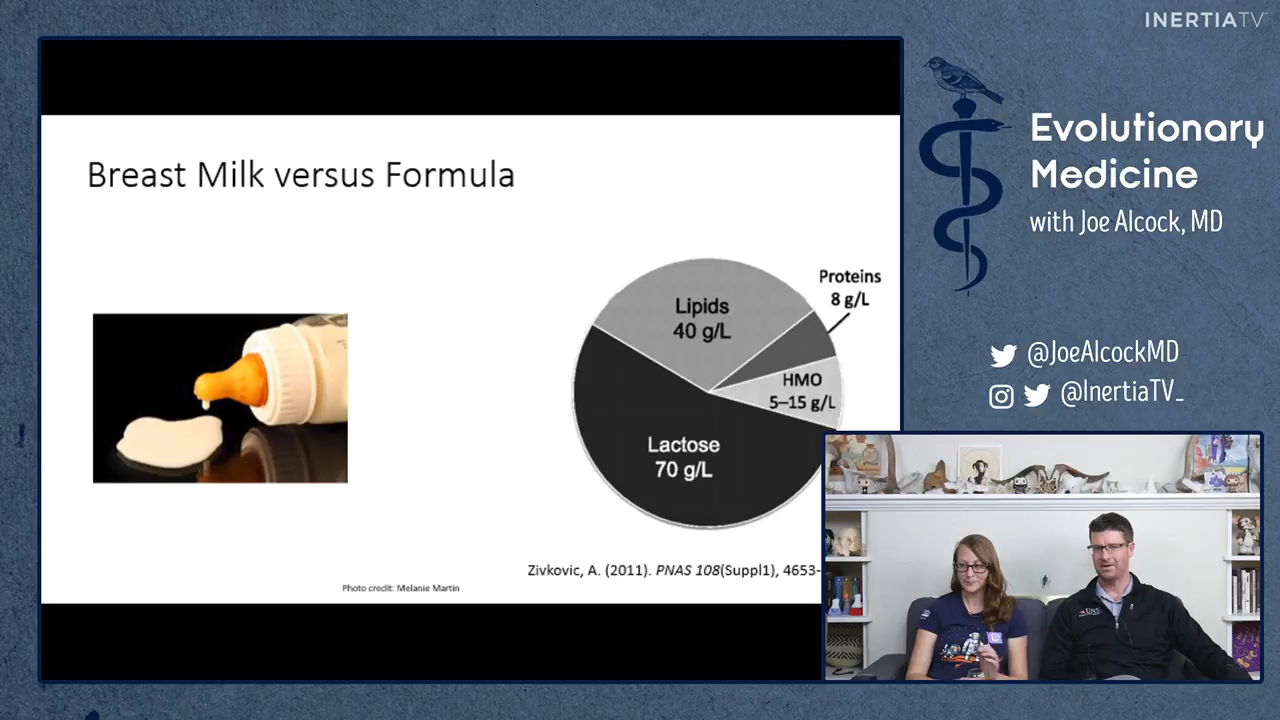 INERTIATV
Breast Milk versus Formula
Lipids
40 g/L
Proteins
8 g/L
HMO
5–15 g/L
Lactose
70 g/L
Zivkovic, A. (2011). PNAS 108(Suppl1), 4653-
Photo credit: Melanie Martin
Evolutionary
Medicine
with Joe Alcock, MD
@JoeAlcockMD
@InertiaTV_